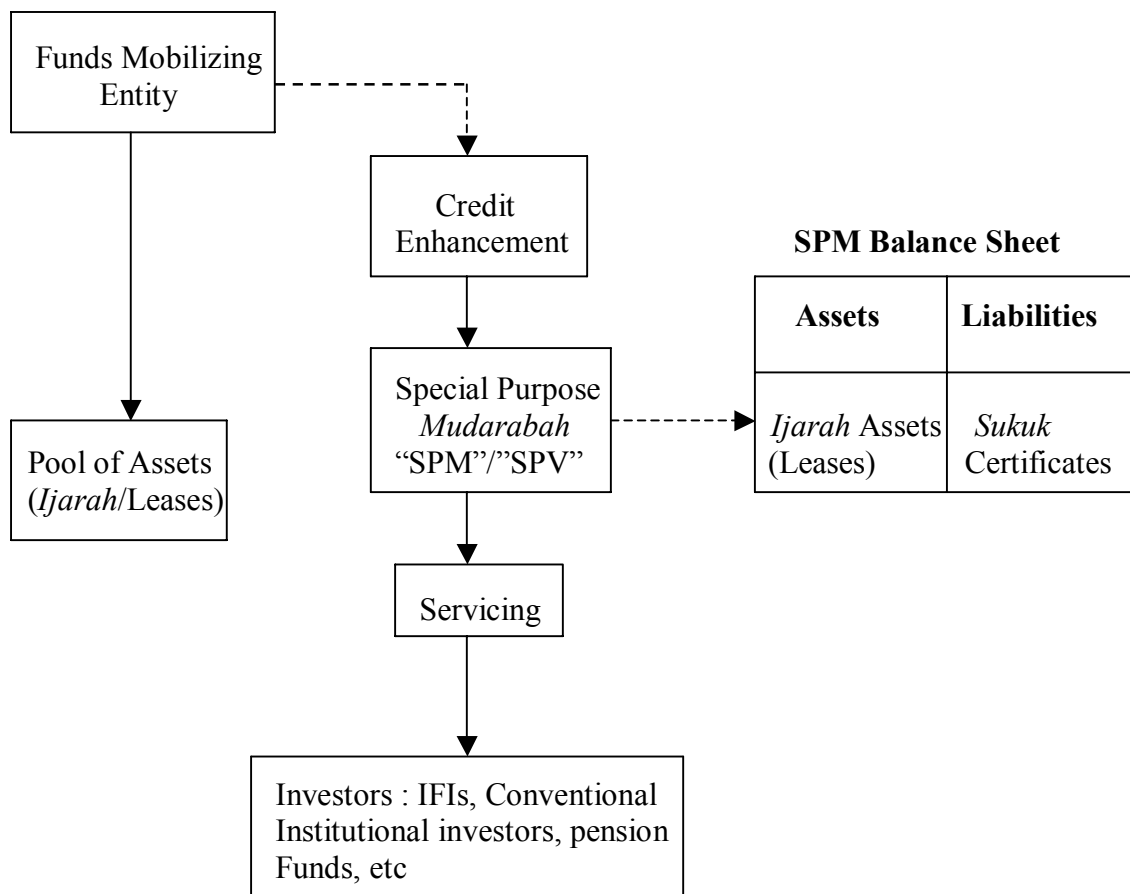 Funds Mobilizing
Entity
Credit
Enhancement
SPM Balance Sheet
Assets
Liabilities
Special Purpose
Mudarabah
“SPM”/”SPV”
Ijarah Assets
(Leases)
Sukuk
Certificates
Pool of Assets
(Ijarah/Leases)
Servicing
Investors : IFIs, Conventional
Institutional investors, pension
Funds, etc